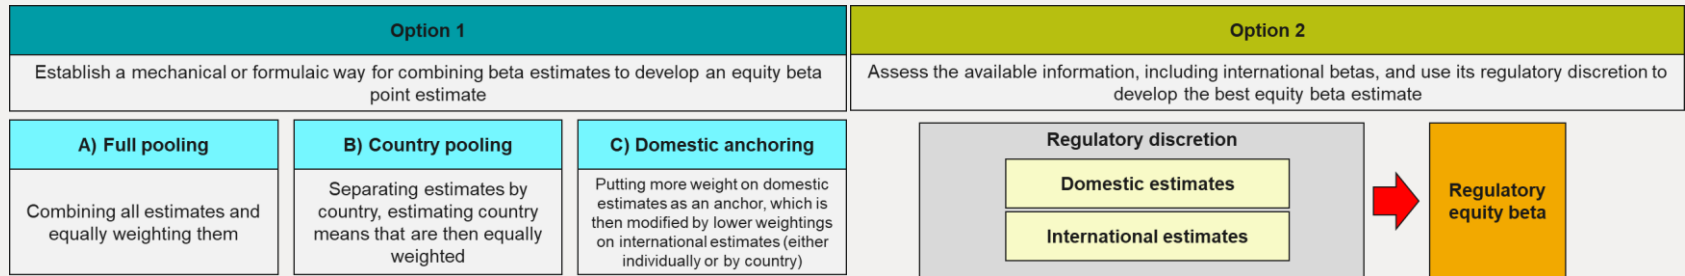 Option 1
Establish a mechanical or formulaic way for combining beta estimates to develop an equity beta
point estimate
A) Full pooling
Combining all estimates and
equally weighting them
B) Country pooling
Separating estimates by
country, estimating country
means that are then equally
weighted
C) Domestic anchoring
Putting more weight on domestic
estimates as an anchor, which is
then modified by lower weightings
on international estimates (either
individually or by country)
Option 2
Assess the available information, including international betas, and use its regulatory discretion to
develop the best equity beta estimate
Regulatory discretion
Domestic estimates
International estimates
Regulatory
equity beta